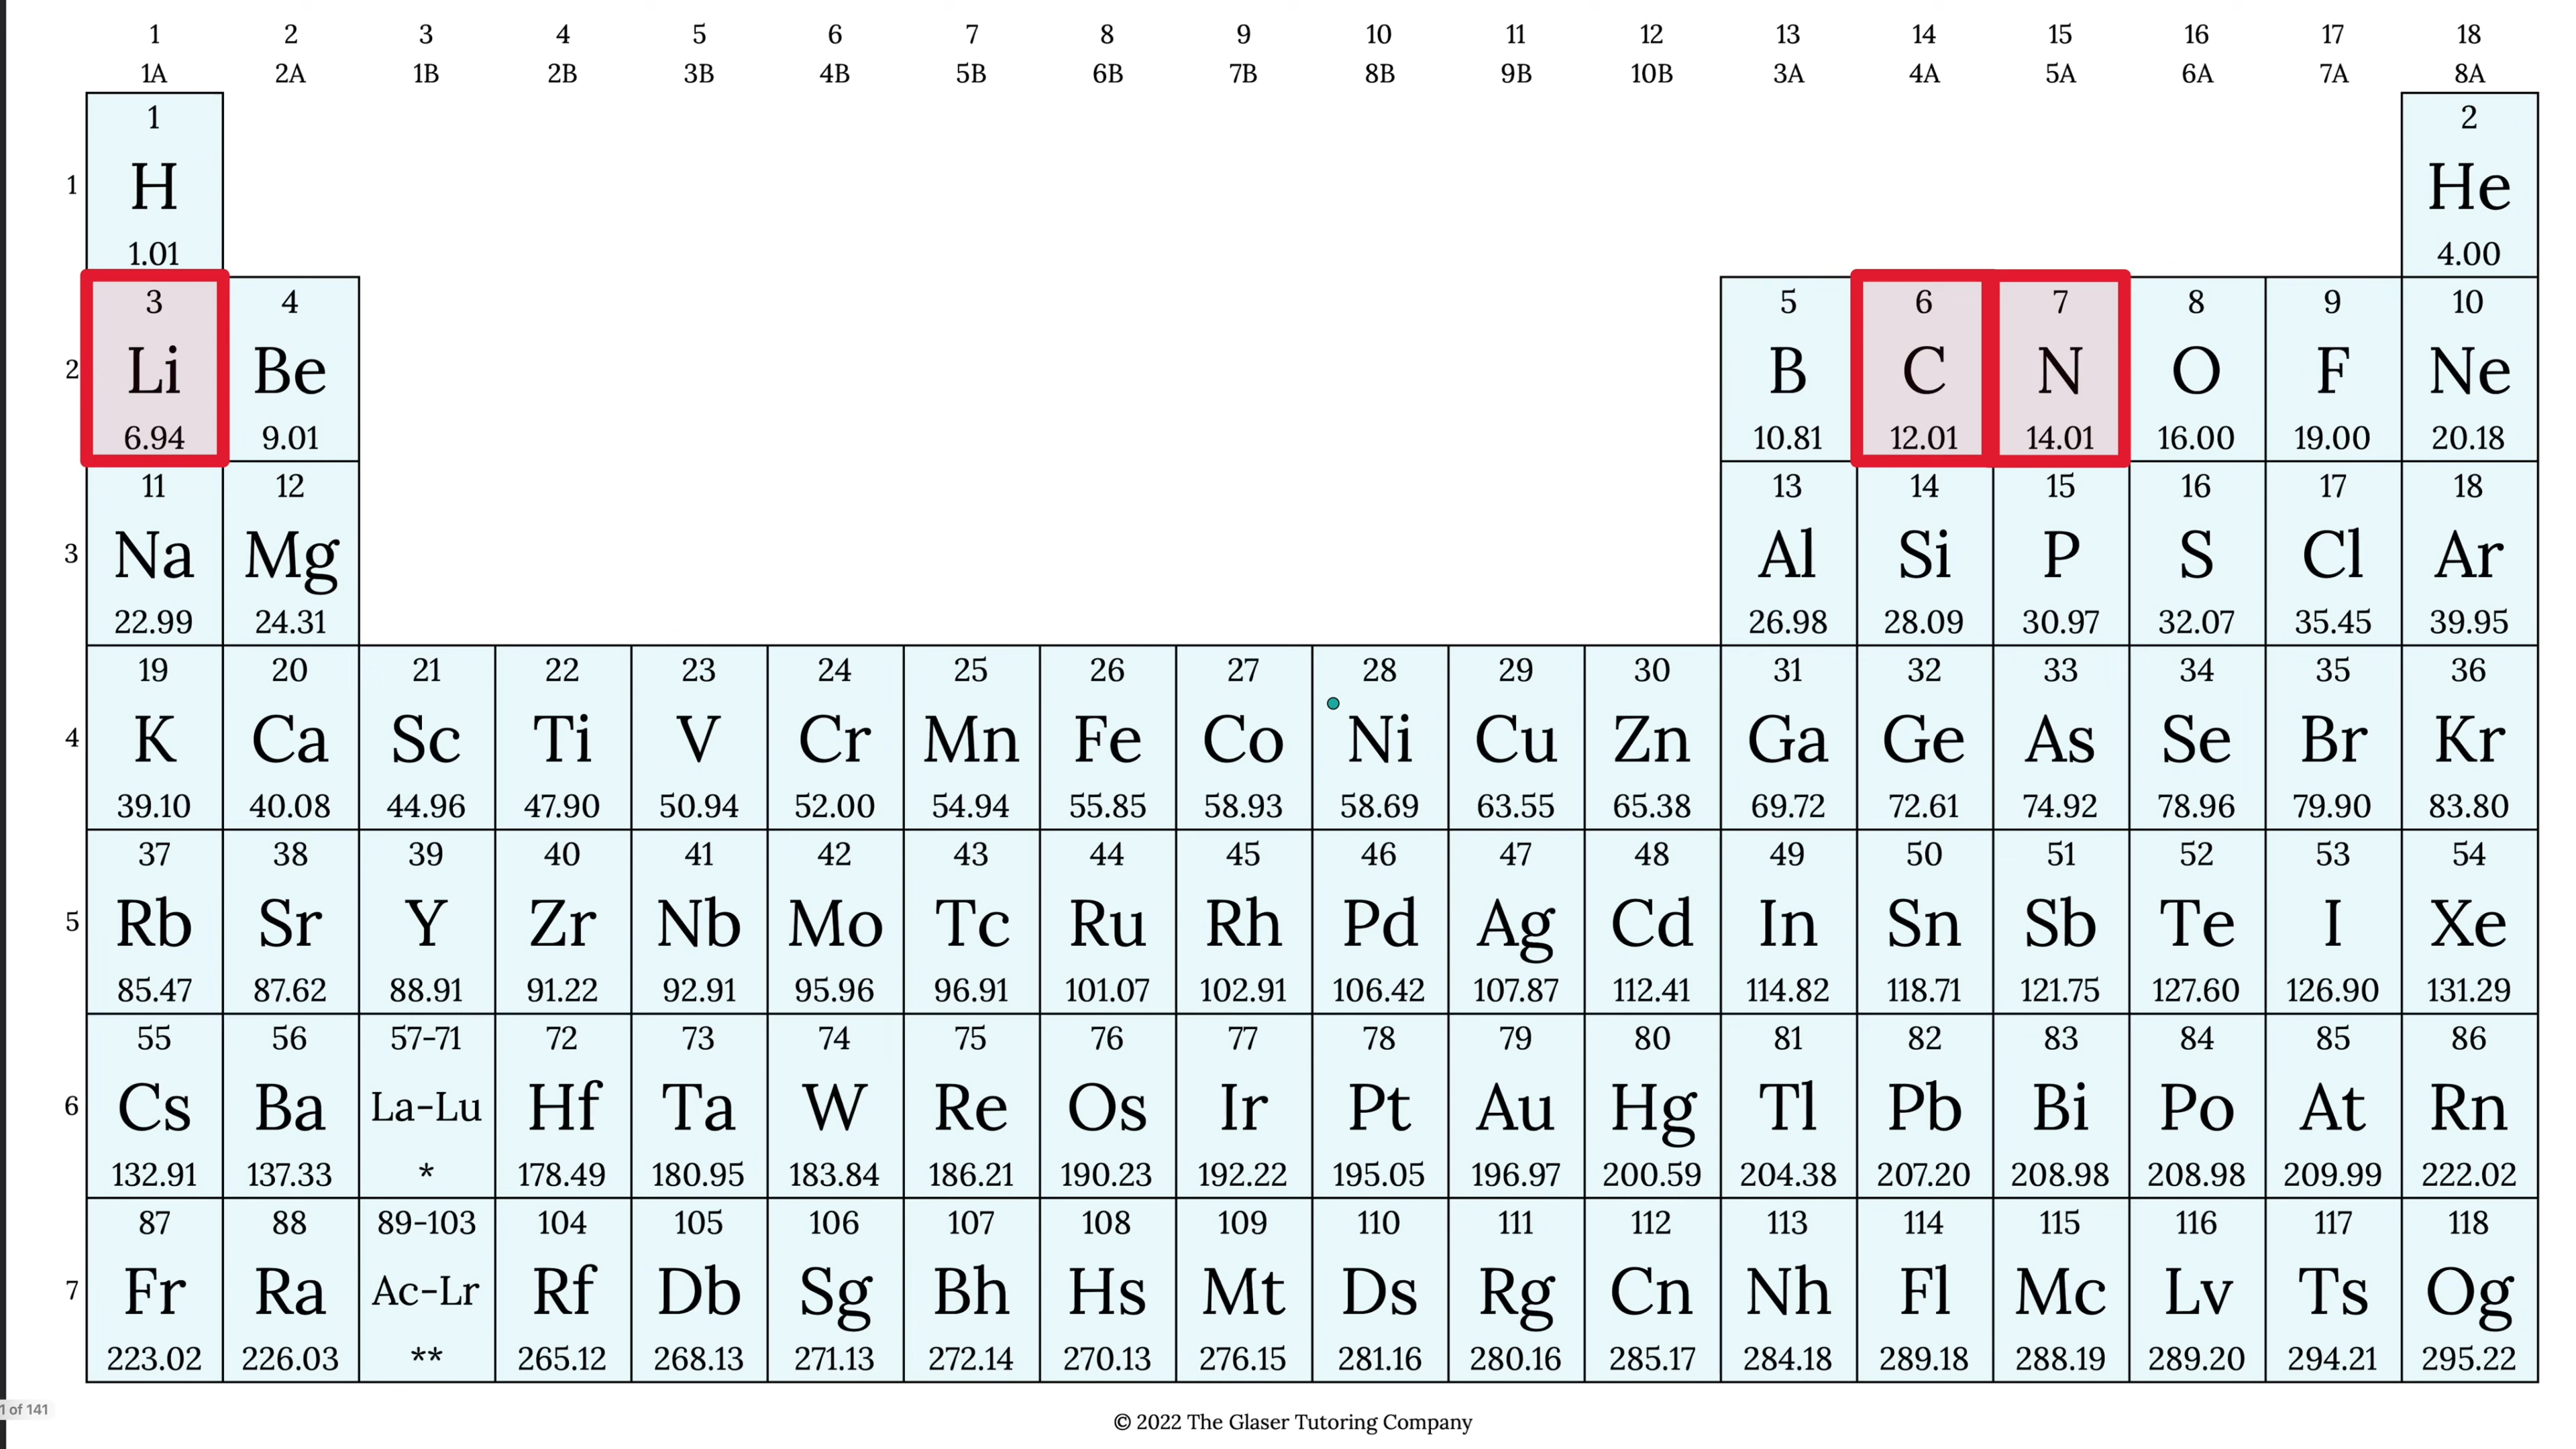 1 2 3 4 5 6 7 8 9 10 11 12 13 14 15 16 17 18
1A 2A 1B 2B 3B 4B 5B 6B 7B 8B 9B 10B 3A 4A 5A 6A 7A 8A
1 2
1 H He
1.01 4.00
3 4 5 6 7 8 9 10
2 Li Be B C N O F Ne
6.94 9.01 10.81 12.01 14.01 16.00 19.00 20.18
11 12 13 14 15 16 17 18
3 Na Mg Al Si P S Cl Ar
22.99 24.31 26.98 28.09 30.97 32.07 35.45 39.95
19 20 21 22 23 24 25 26 27 28 29 30 31 32 33 34 35 36
4 K Ca Sc Ti V Cr Mn Fe Co Ni Cu Zn Ga Ge As Se Br Kr
39.10 40.08 44.96 47.90 50.94 52.00 54.94 55.85 58.93 58.69 63.55 65.38 69.72 72.61 74.92 78.96 79.90 83.80
37 38 39 40 41 42 43 44 45 46 47 48 49 50 51 52 53 54
5 Rb Sr Y Zr Nb Mo Tc Ru Rh Pd Ag Cd In Sn Sb Te I Xe
85.47 87.62 88.91 91.22 92.91 95.96 96.91 101.07 102.91 106.42 107.87 112.41 114.82 118.71 121.75 127.60 126.90 131.29
55 56 57-71 72 73 74 75 76 77 78 79 80 81 82 83 84 85 86
6 Cs Ba La-Lu Hf Ta W Re Os Ir Pt Au Hg Tl Pb Bi Po At Rn
132.91 137.33 * 178.49 180.95 183.84 186.21 190.23 192.22 195.05 196.97 200.59 204.38 207.20 208.98 208.98 209.99 222.02
87 88 89-103 104 105 106 107 108 109 110 111 112 113 114 115 116 117 118
7 Fr Ra Ac-Lr Rf Db Sg Bh Hs Mt Ds Rg Cn Nh Fl Mc Lv Ts Og
223.02 226.03 ** 265.12 268.13 271.13 272.14 270.13 276.15 281.16 280.16 285.17 284.18 289.18 288.19 289.20 294.21 295.22
1 of 141
© 2022 The Glaser Tutoring Company